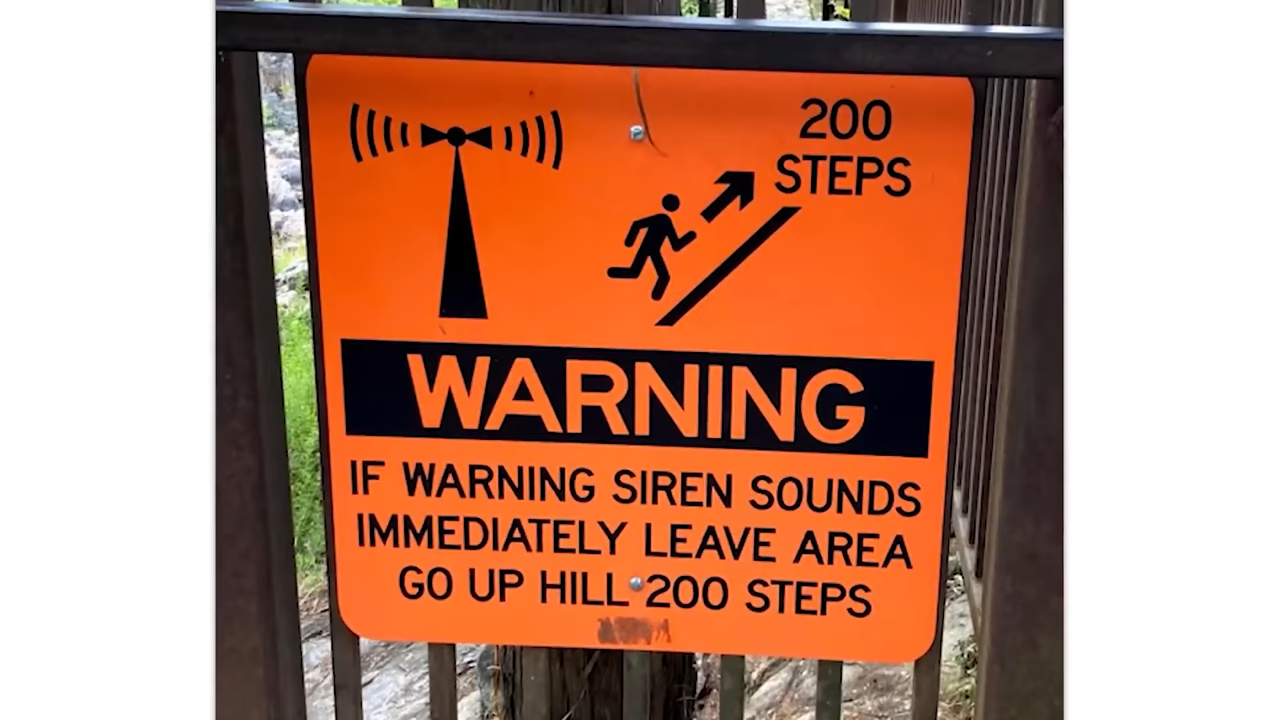 200
STEPS
WARNING
IF WARNING SIREN SOUNDS
IMMEDIATELY LEAVE AREA
GO UP HILL 200 STEPS